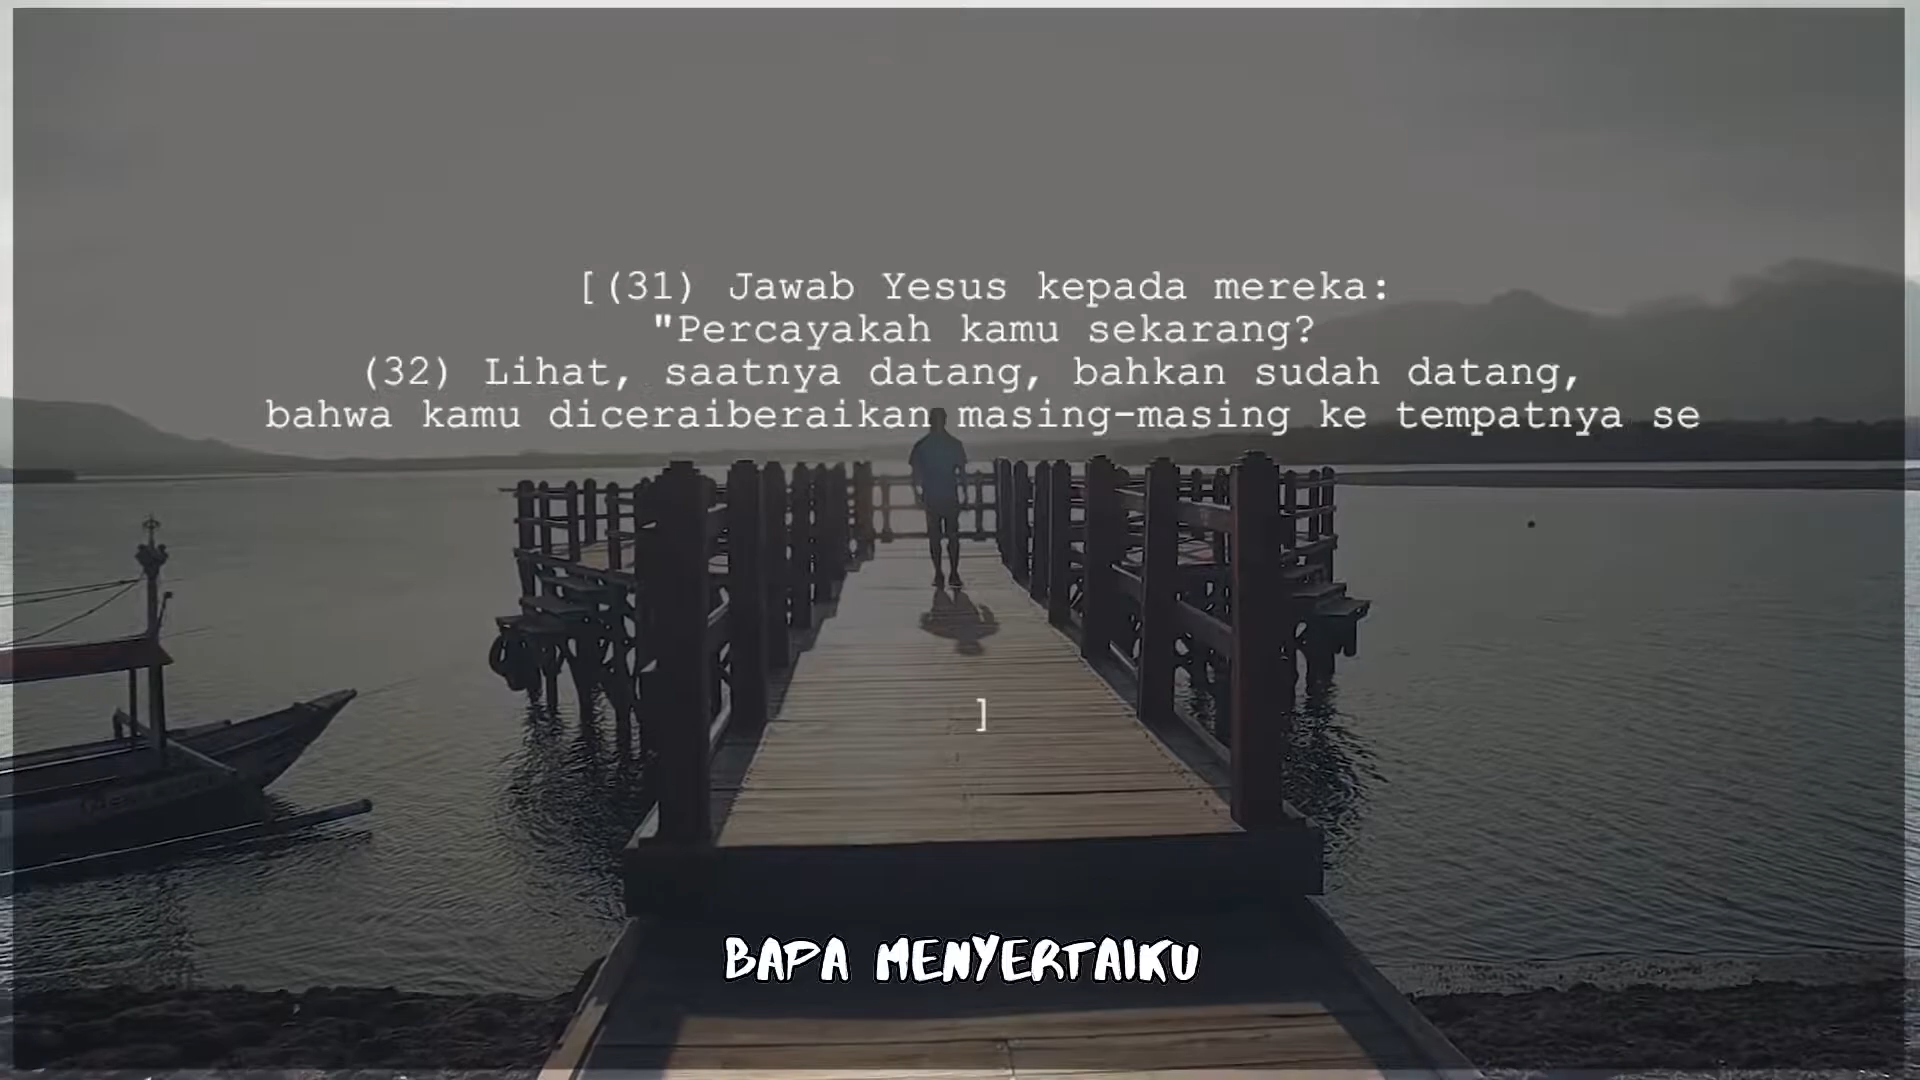 [(31) Jawab Yesus kepada mereka:
"Percayakah kamu sekarang?
(32) Lihat, saatnya datang, bahkan sudah datang,
bahwa kamu diceraiberaikan masing-masing ke tempatnya se
]
BAPA MENYERTAIKU